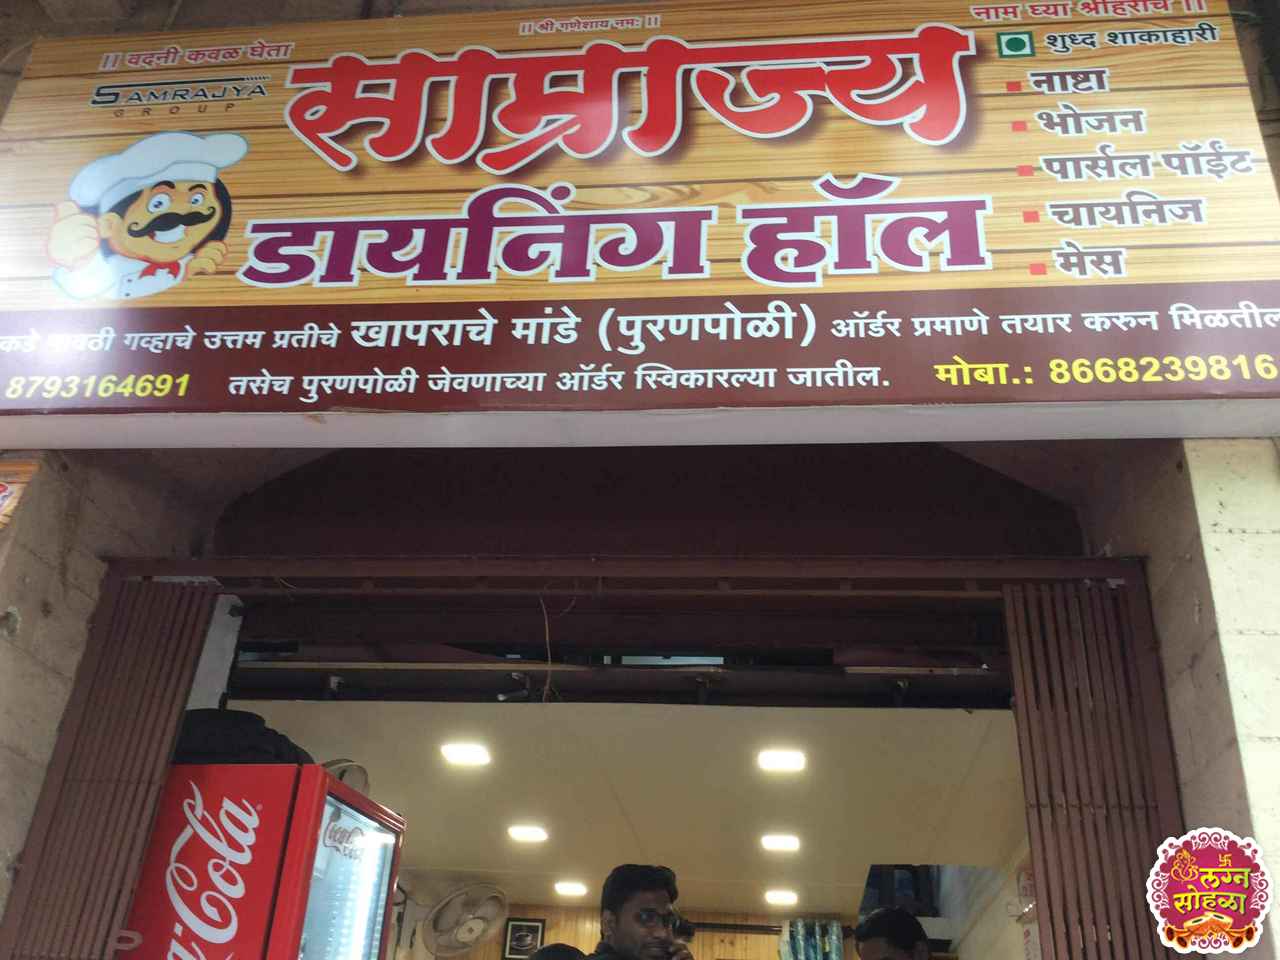 ।। श्री गणेशाय नमः ।।
।। वदनी कवळ घेता
नाम घ्या श्रीहरीचे ।।
SAMRAJYA
GROUP
साम्राज्य
डायनिंग हॉल
शुध्द शाकाहारी
नाष्टा
भोजन
पार्सल पॉईंट
चायनिज
मेस
गव्हाचे उत्तम प्रतीचे खापराचे मांडे (पुरणपोळी) ऑर्डर प्रमाणे तयार करुन मिळतील
8793164691 तसेच पुरणपोळी जेवणाच्या ऑर्डर स्विकारल्या जातील. मोबा.: 8668239816
Coca-Cola
लग्न
सोहळा